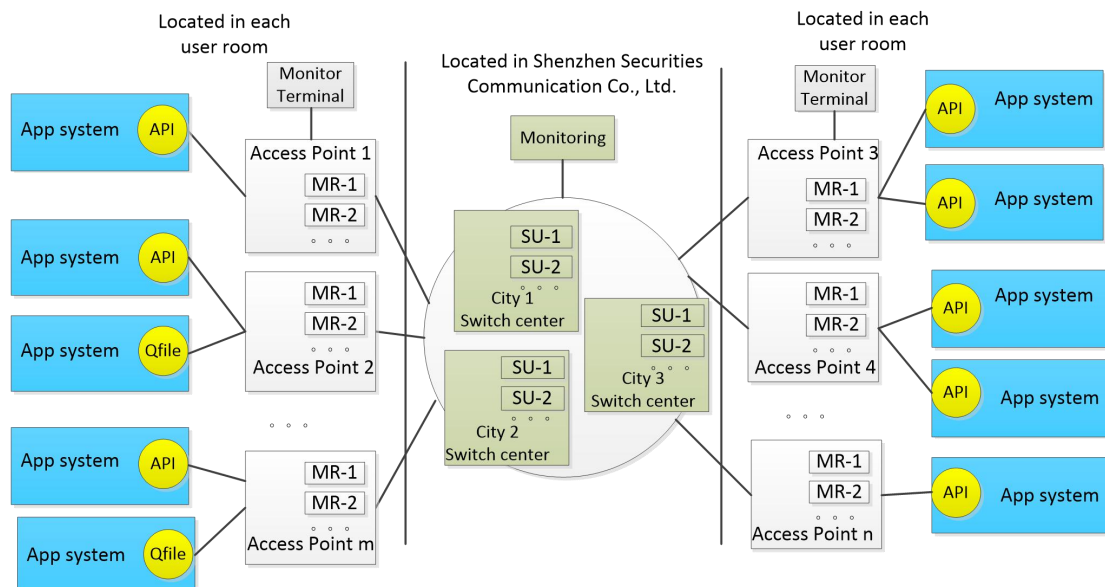 Located in each
user room
Monitor
Terminal
App system
API
Access Point 1
MR-1
MR-2
App system
API
App system
Qfile
MR-1
MR-2
Access Point 2
App system
API
App system
Qfile
MR-1
MR-2
Access Point m
Located in Shenzhen Securities
Communication Co., Ltd.
Monitoring
SU-1
SU-2
City 1
Switch center
SU-1
SU-2
City 3
Switch center
SU-1
SU-2
City 2
Switch center
Located in each
user room
Monitor
Terminal
Access Point 3
MR-1
MR-2
API
App system
API
App system
MR-1
MR-2
Access Point 4
API
App system
API
App system
MR-1
MR-2
Access Point n
API
App system